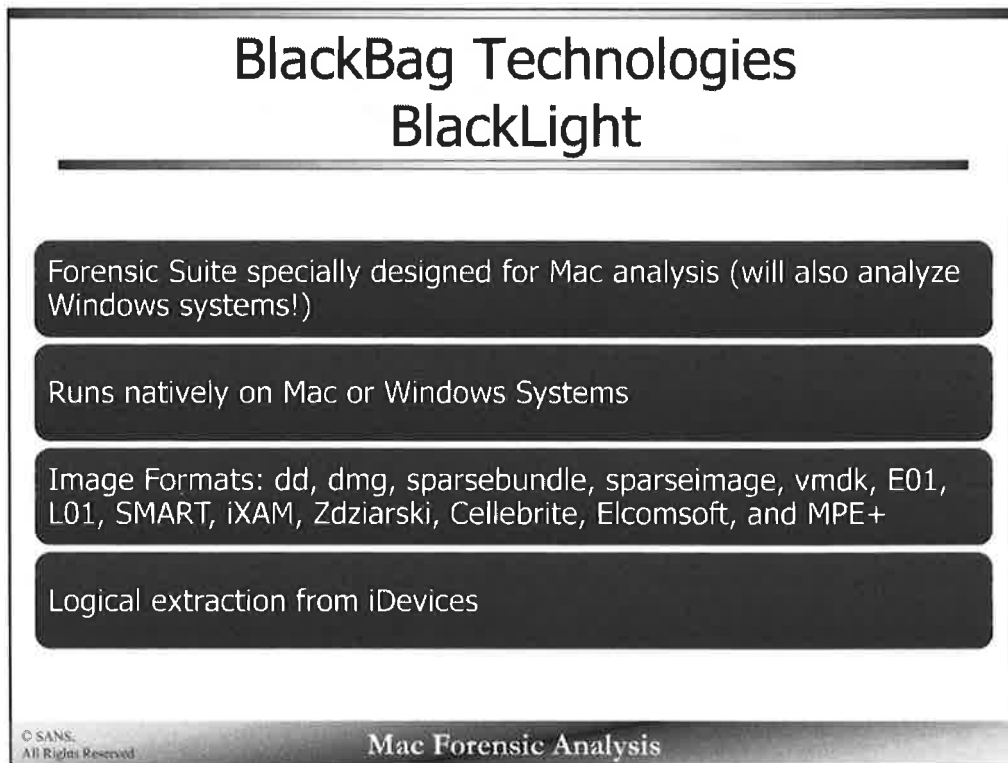 BlackBag Technologies
BlackLight
Forensic Suite specially designed for Mac analysis (will also analyze
Windows systems!)
Runs natively on Mac or Windows Systems
Image Formats: dd, dmg, sparsebundle, sparseimage, vmdk, E01,
L01, SMART, iXAM, Zdziarski, Cellebrite, Elcomsoft, and MPE+
Logical extraction from iDevices
© SANS,
All Rights Reserved
Mac Forensic Analysis